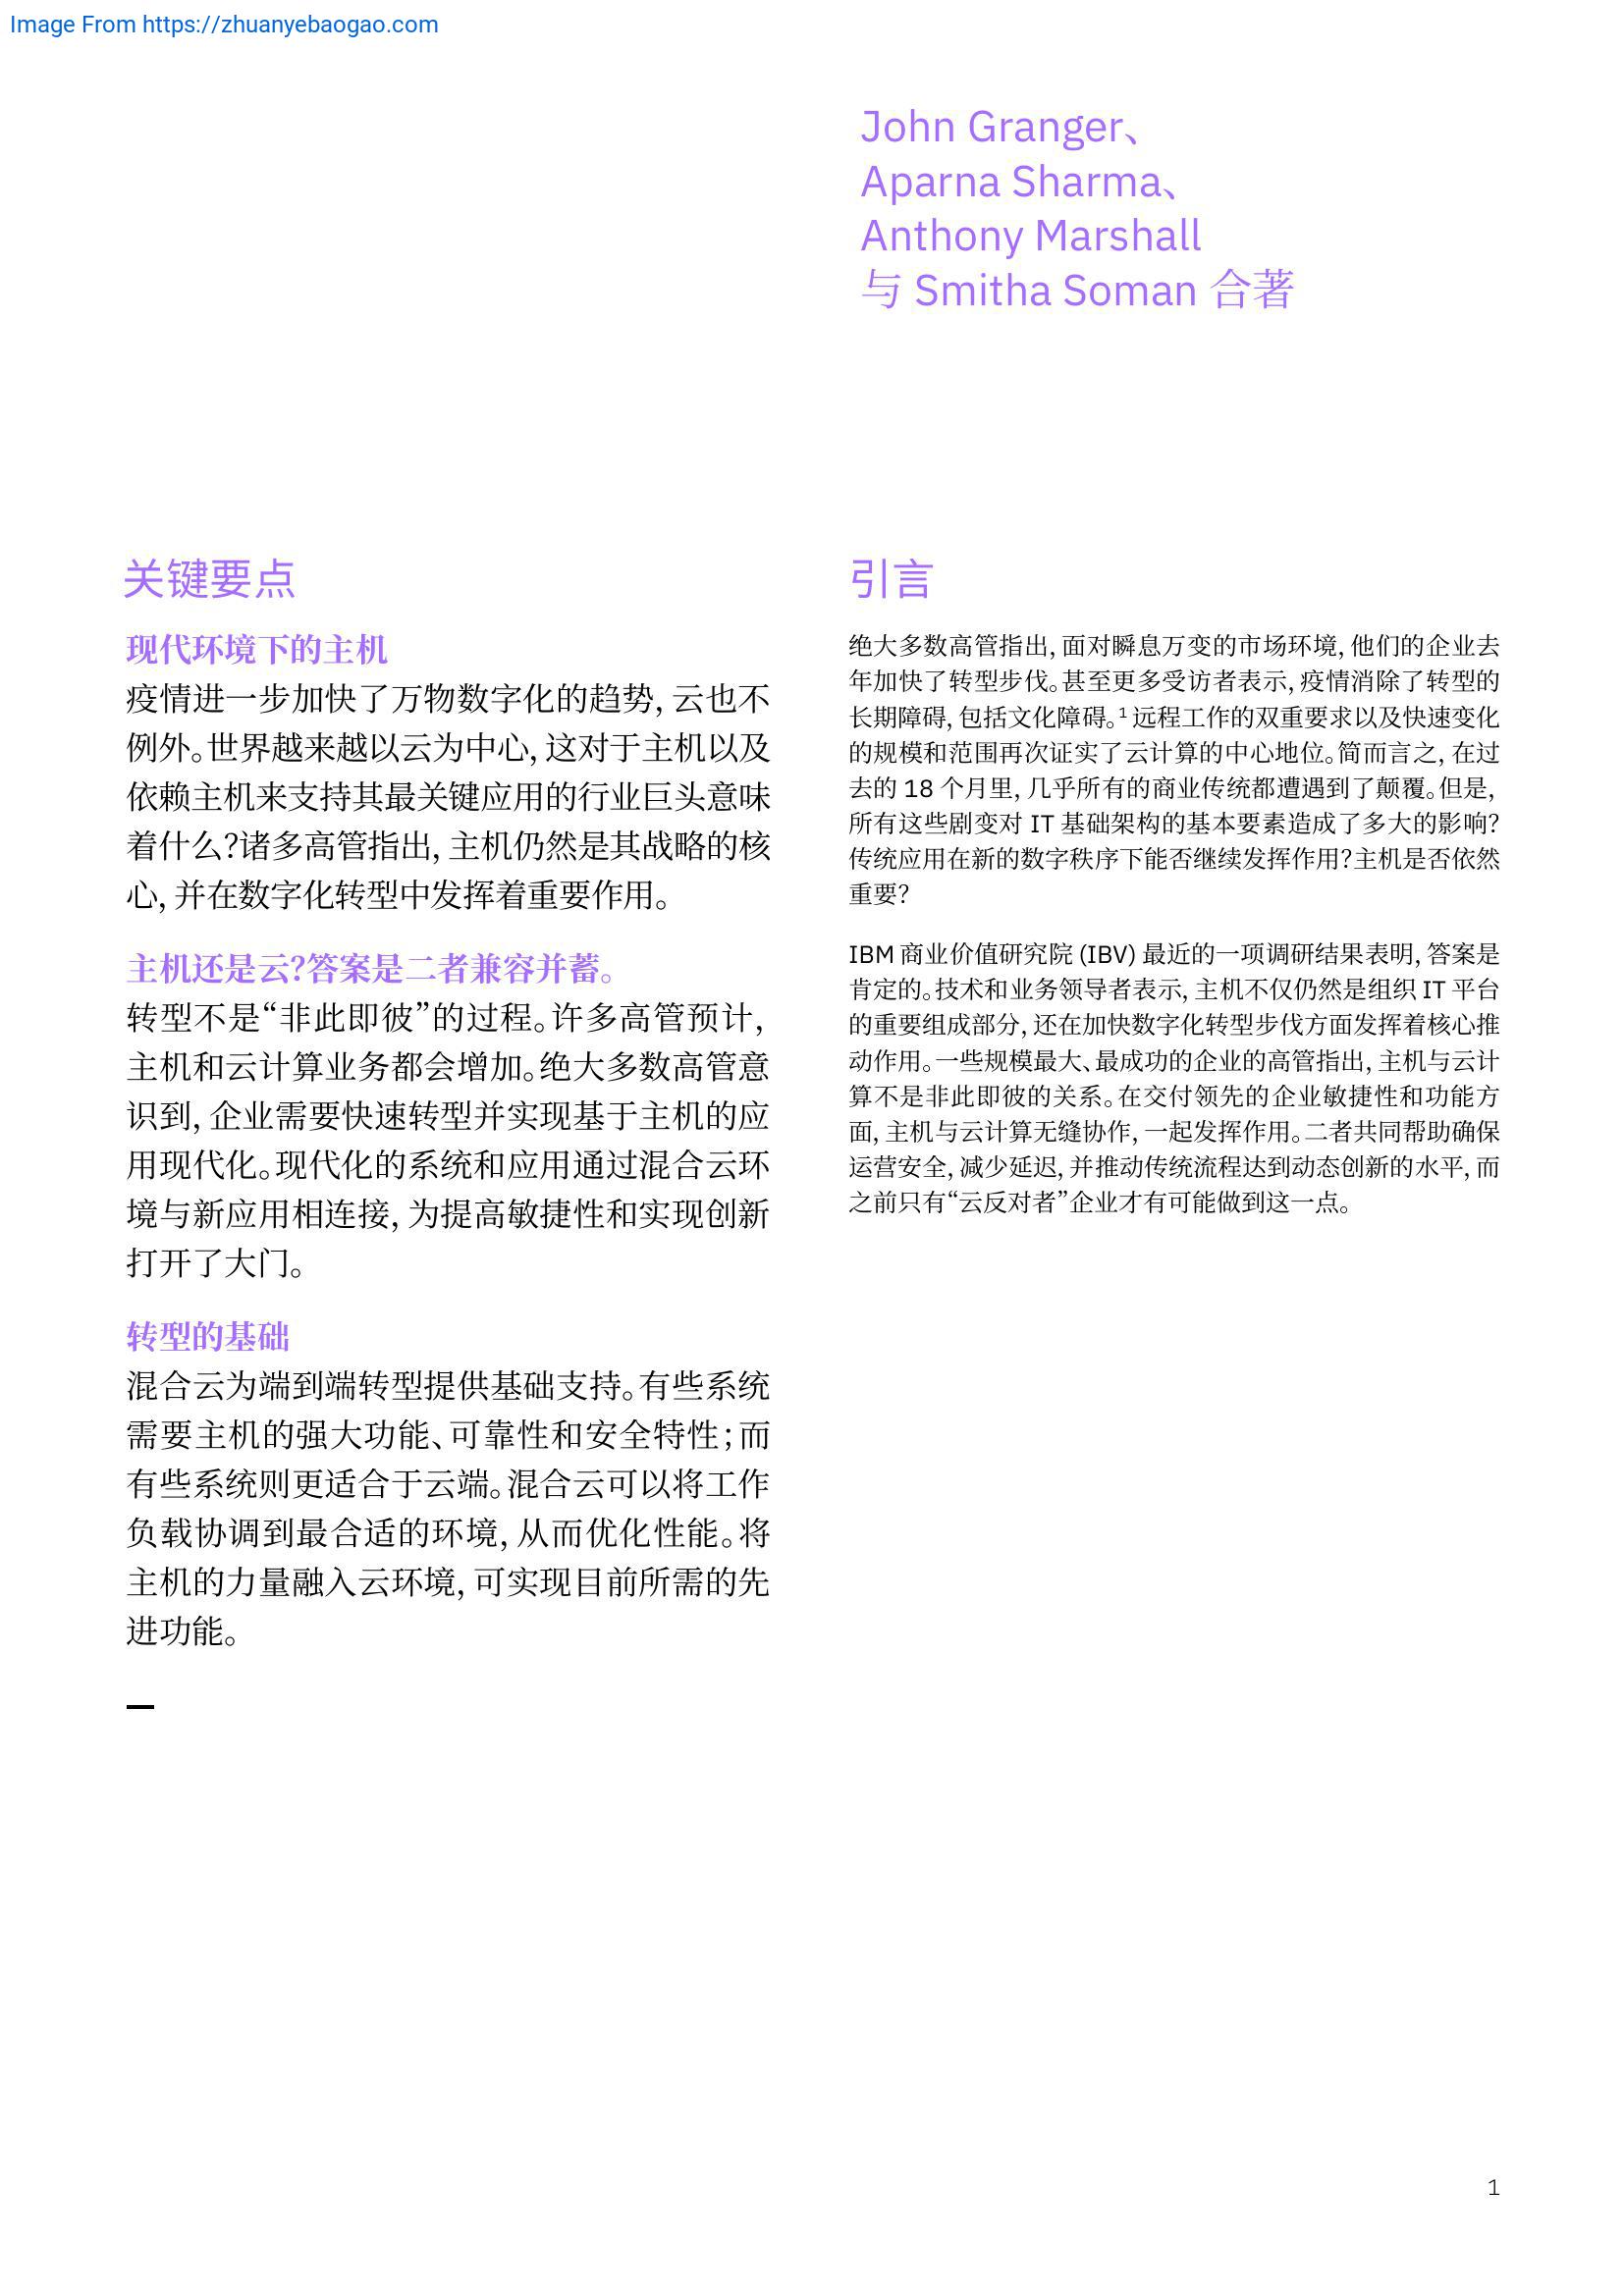 Image From https://zhuanyebaogao.com
John Granger、
Aparna Sharma、
Anthony Marshall
与 Smitha Soman 合著
关键要点
现代环境下的主机
疫情进一步加快了万物数字化的趋势，云也不
例外。世界越来越以云为中心，这对于主机以及
依赖主机来支持其最关键应用的行业巨头意味
着什么？诸多高管指出，主机仍然是其战略的核
心，并在数字化转型中发挥着重要作用。
主机还是云？答案是二者兼容并蓄。
转型不是“非此即彼”的过程。许多高管预计，
主机和云计算业务都会增加。绝大多数高管意
识到，企业需要快速转型并实现基于主机的应
用现代化。现代化的系统和应用通过混合云环
境与新应用相连接，为提高敏捷性和实现创新
打开了大门。
转型的基础
混合云为端到端转型提供基础支持。有些系统
需要主机的强大功能、可靠性和安全特性；而
有些系统则更适合于云端。混合云可以将工作
负载协调到最合适的环境，从而优化性能。将
主机的力量融入云环境，可实现目前所需的先
进功能。
引言
绝大多数高管指出，面对瞬息万变的市场环境，他们的企业去
年加快了转型步伐。甚至更多受访者表示，疫情消除了转型的
长期障碍，包括文化障碍。¹ 远程工作的双重要求以及快速变化
的规模和范围再次证实了云计算的中心地位。简而言之，在过
去的 18 个月里，几乎所有的商业传统都遭遇到了颠覆。但是，
所有这些剧变对 IT 基础架构的基本要素造成了多大的影响？
传统应用在新的数字秩序下能否继续发挥作用？主机是否依然
重要？
IBM 商业价值研究院 (IBV) 最近的一项调研结果表明，答案是
肯定的。技术和业务领导者表示，主机不仅仍然是组织 IT 平台
的重要组成部分，还在加快数字化转型步伐方面发挥着核心推
动作用。一些规模最大、最成功的企业的高管指出，主机与云计
算不是非此即彼的关系。在交付领先的企业敏捷性和功能方
面，主机与云计算无缝协作，一起发挥作用。二者共同帮助确保
运营安全，减少延迟，并推动传统流程达到动态创新的水平，而
之前只有“云反对者”企业才有可能做到这一点。
1